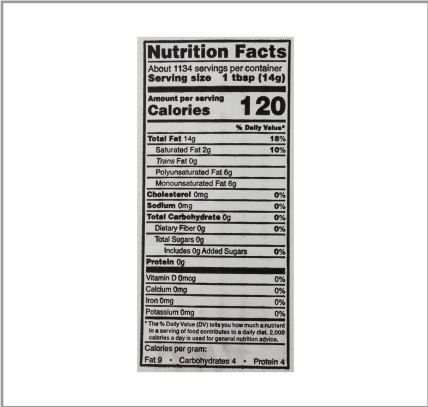 Nutrition Facts
About 1134 servings per container
Serving size 1 tbsp (14g)
Amount per serving
Calories 120
% Daily Value*
Total Fat 14g 18%
Saturated Fat 2g 10%
Trans Fat 0g
Polyunsaturated Fat 6g
Monounsaturated Fat 6g
Cholesterol 0mg 0%
Sodium 0mg 0%
Total Carbohydrate 0g 0%
Dietary Fiber 0g 0%
Total Sugars 0g
Includes 0g Added Sugars 0%
Protein 0g
Vitamin D 0mcg 0%
Calcium 0mg 0%
Iron 0mg 0%
Potassium 0mg 0%
* The % Daily Value (DV) tells you how much a nutrient
in a serving of food contributes to a daily diet. 2,000
calories a day is used for general nutrition advice.
Calories per gram:
Fat 9 • Carbohydrates 4 • Protein 4